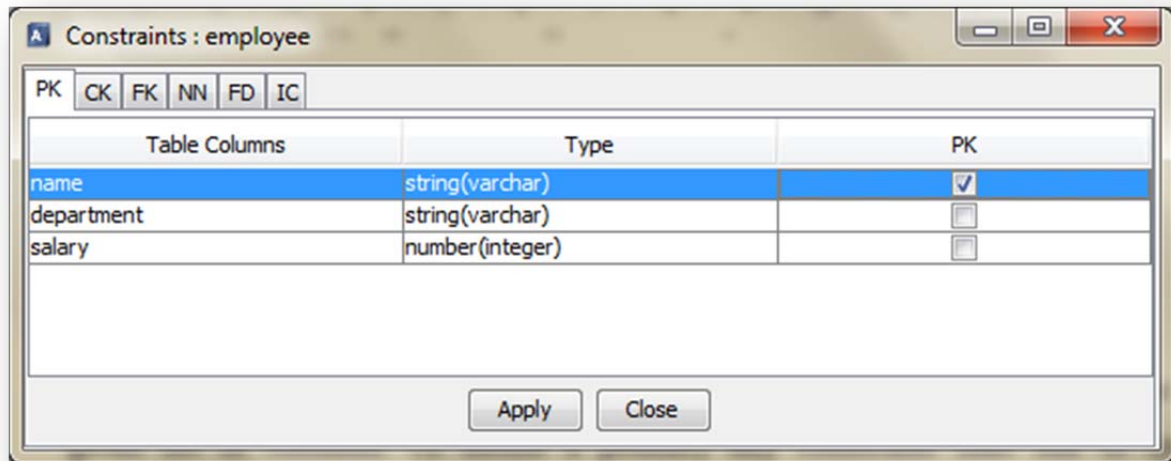 Constraints : employee
PK CK FK NN FD IC
Table Columns Type PK
name string(varchar)
department string(varchar)
salary number(integer)
Apply Close